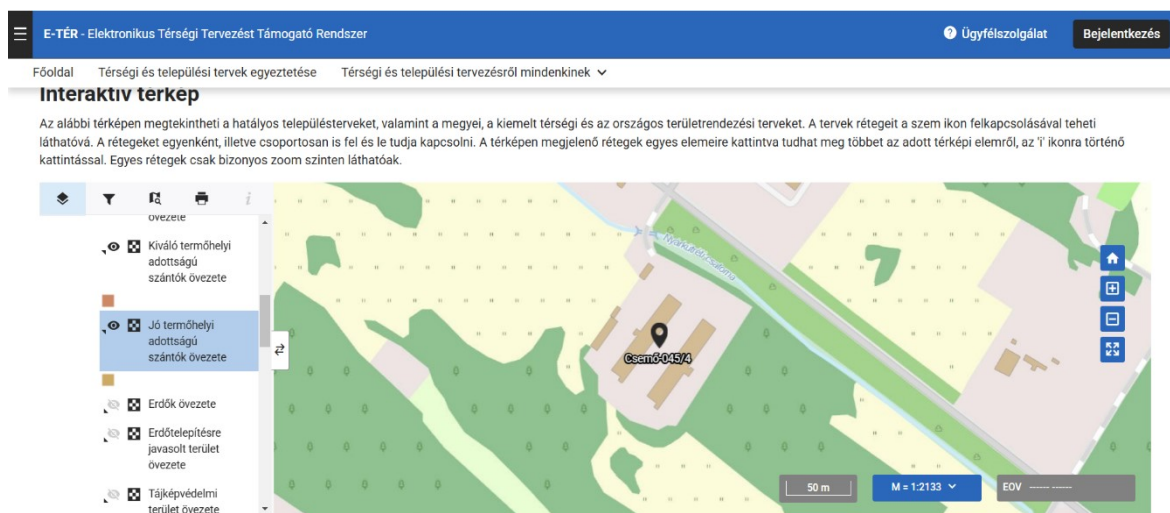 E-TÉR - Elektronikus Térségi Tervezést Támogató Rendszer
Ügyfélszolgálat
Bejelentkezés
Főoldal
Térségi és települési tervek egyeztetése
Térségi és települési tervezésről mindenkinek
Interaktív térkép
Az alábbi térképen megtekintheti a hatályos településterveket, valamint a megyei, a kiemelt térségi és az országos területrendezési terveket. A tervek rétegeit a szem ikon felkapcsolásával teheti
láthatóvá. A rétegeket egyenként, illetve csoportosan is fel és le tudja kapcsolni. A térképen megjelenő rétegek egyes elemeire kattintva tudhat meg többet az adott térképi elemről, az 'i' ikonra történő
kattintással. Egyes rétegek csak bizonyos zoom szinten láthatóak.
övezete
Kiváló termőhelyi
adottságú
szántók övezete
Jó termőhelyi
adottságú
szántók övezete
Erdők övezete
Erdőtelepítésre
javasolt terület
övezete
Tájképvédelmi
terület övezete
Csemő-045/4
50 m
M = 1:2133
EOV ------- ------